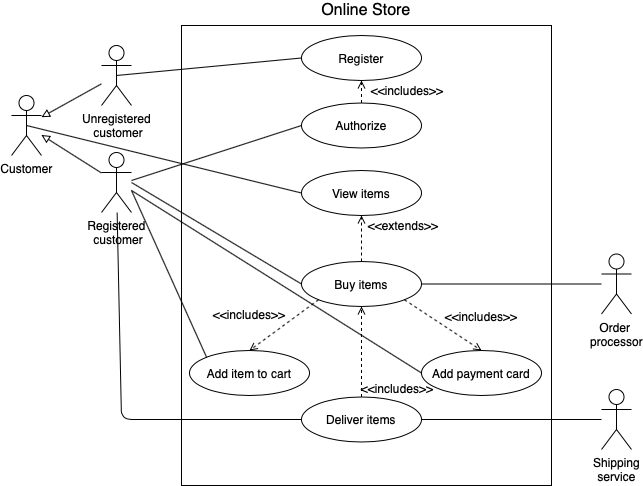 Online Store
Register
<<includes>>
Unregistered
customer
Authorize
Customer
View items
Registered
customer
<<extends>>
Buy items
<<includes>>
<<includes>>
Order
processor
Add item to cart
Add payment card
<<includes>>
Deliver items
Shipping
service